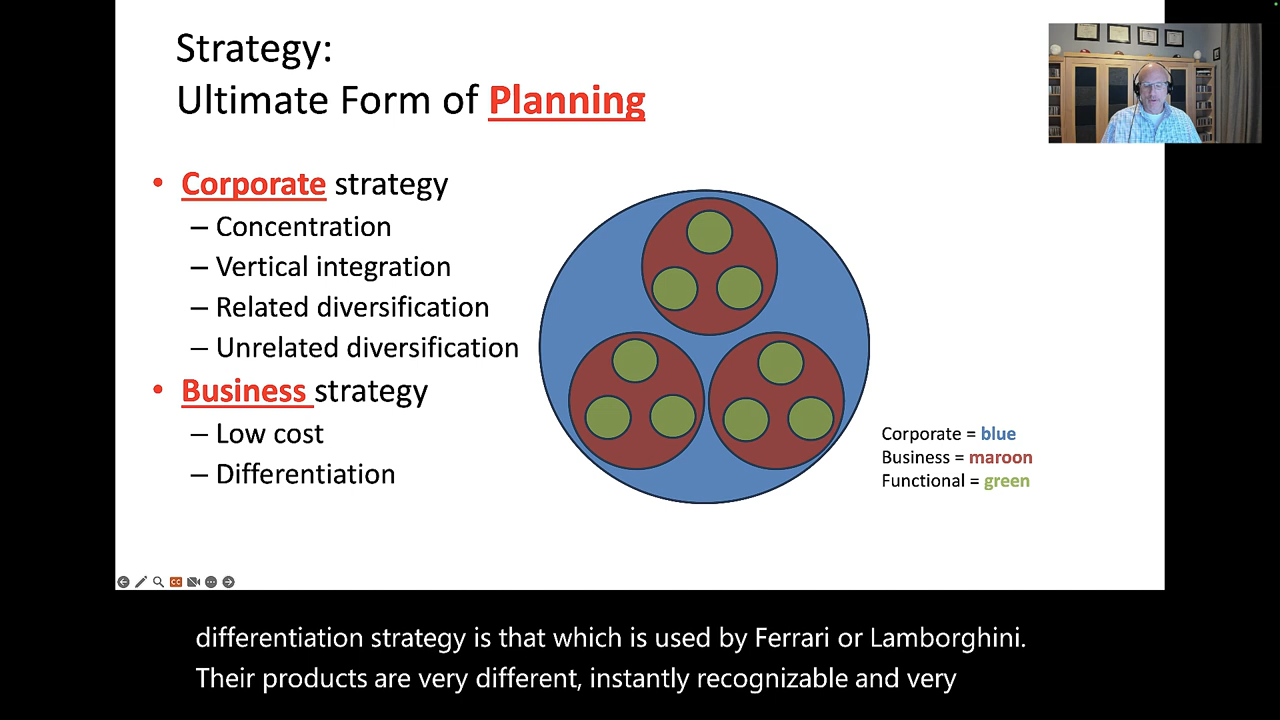 Strategy:
Ultimate Form of Planning
• Corporate strategy
– Concentration
– Vertical integration
– Related diversification
– Unrelated diversification
• Business strategy
– Low cost
– Differentiation
Corporate = blue
Business = maroon
Functional = green
CC
differentiation strategy is that which is used by Ferrari or Lamborghini.
Their products are very different, instantly recognizable and very